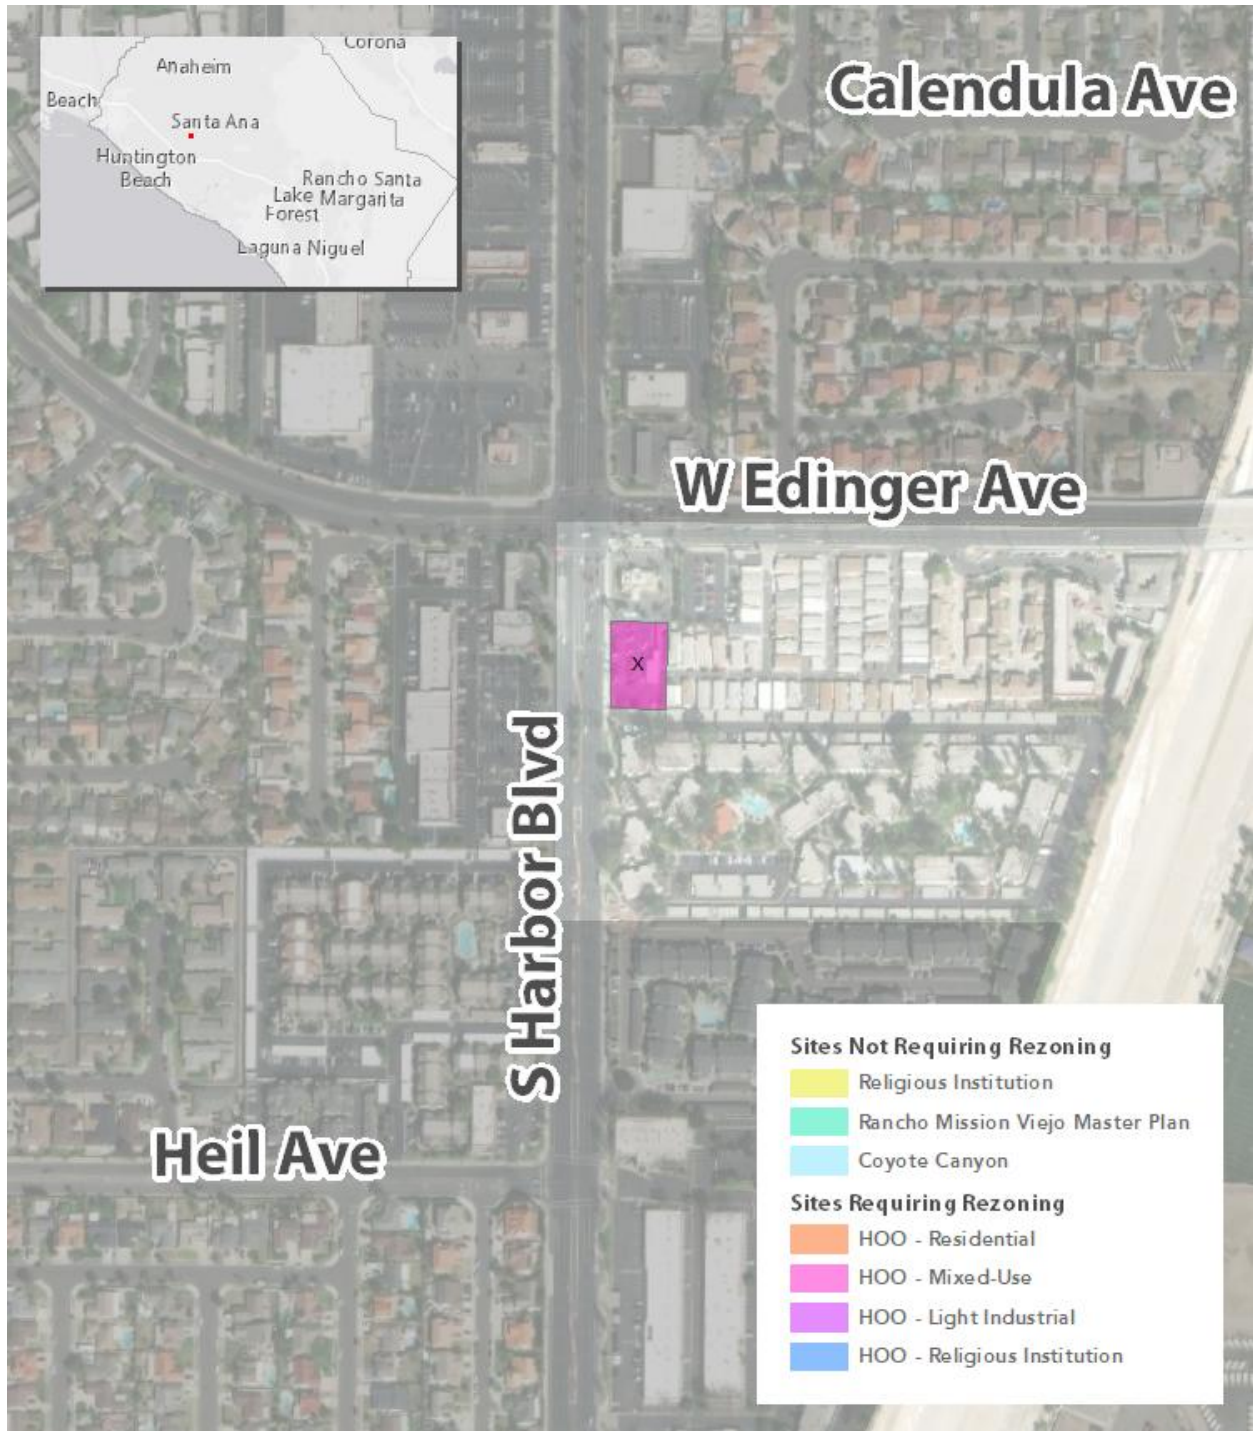 Corona
Anaheim
Beach
Santa Ana
Huntington
Beach
Rancho Santa
Lake Margarita
Forest
Laguna Niguel
Calendula Ave
W Edinger Ave
X
S Harbor Blvd
Heil Ave
Sites Not Requiring Rezoning
Religious Institution
Rancho Mission Viejo Master Plan
Coyote Canyon
Sites Requiring Rezoning
HOO - Residential
HOO - Mixed-Use
HOO - Light Industrial
HOO - Religious Institution